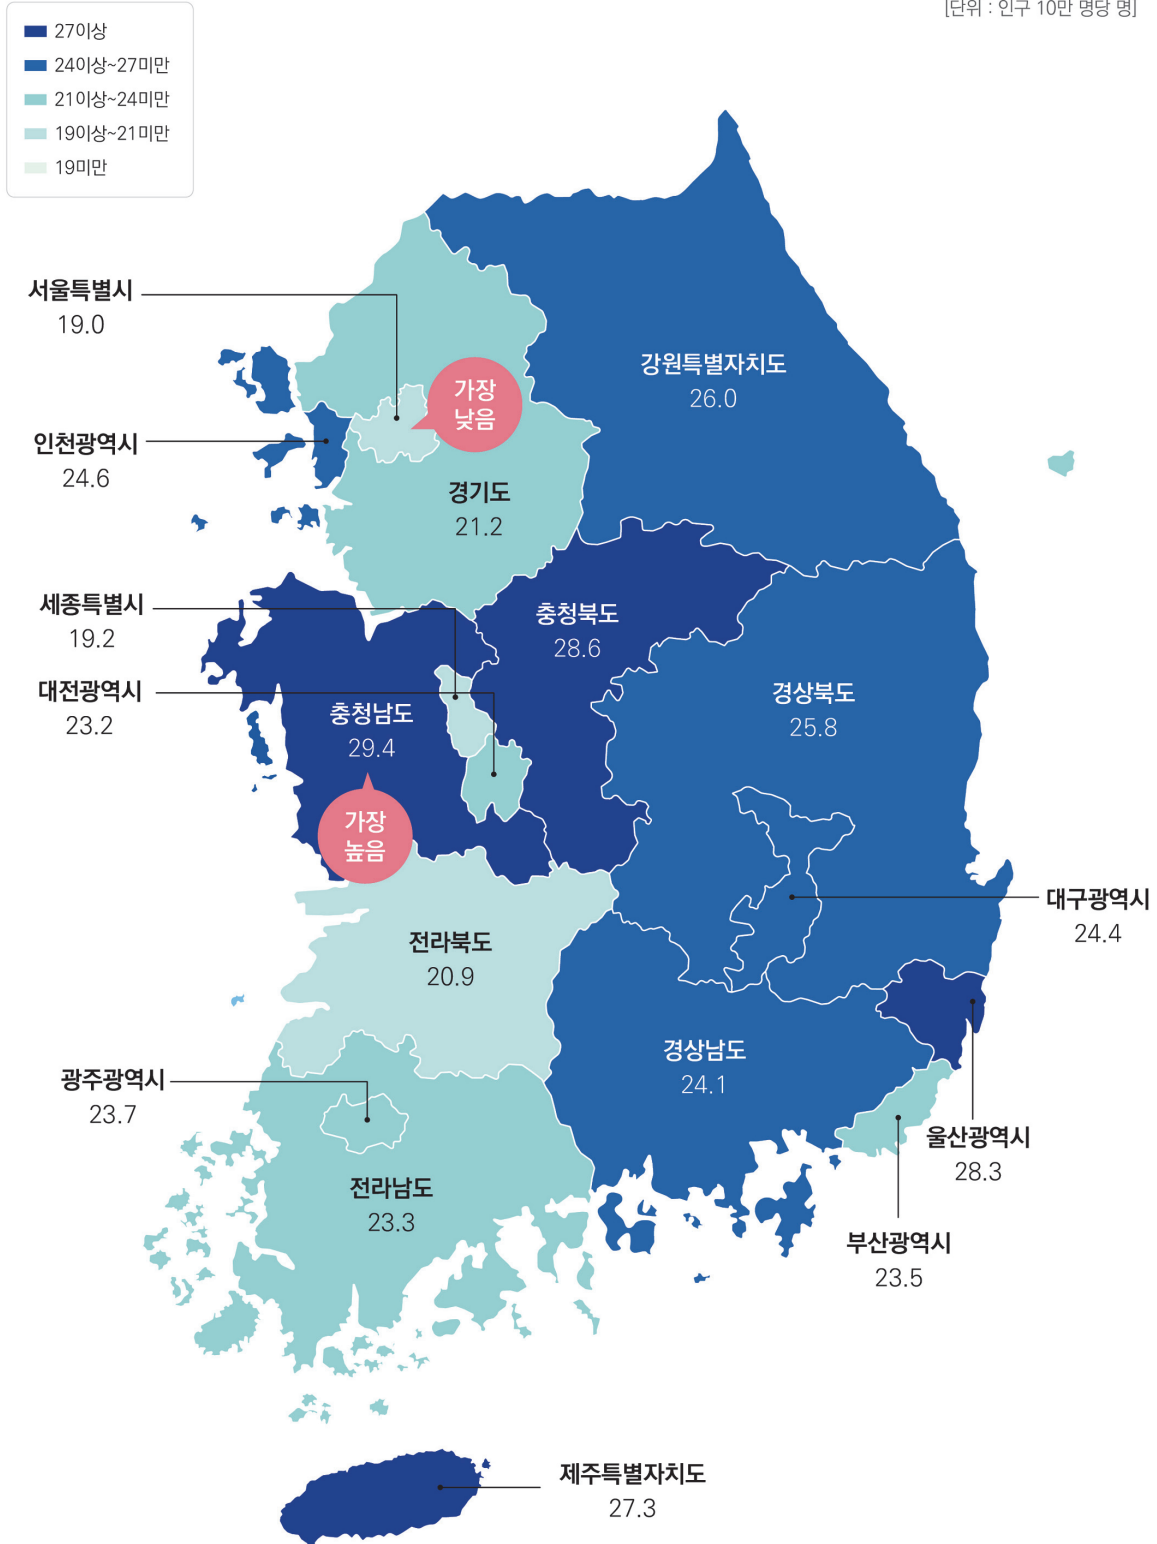 [단위 : 인구 10만 명당 명]
27이상
24이상~27미만
21이상~24미만
19이상~21미만
19미만
서울특별시
19.0
가장
낮음
강원특별자치도
26.0
인천광역시
24.6
경기도
21.2
세종특별시
19.2
충청북도
28.6
대전광역시
23.2
충청남도
29.4
경상북도
25.8
가장
높음
대구광역시
24.4
전라북도
20.9
경상남도
24.1
광주광역시
23.7
울산광역시
28.3
전라남도
23.3
부산광역시
23.5
제주특별자치도
27.3